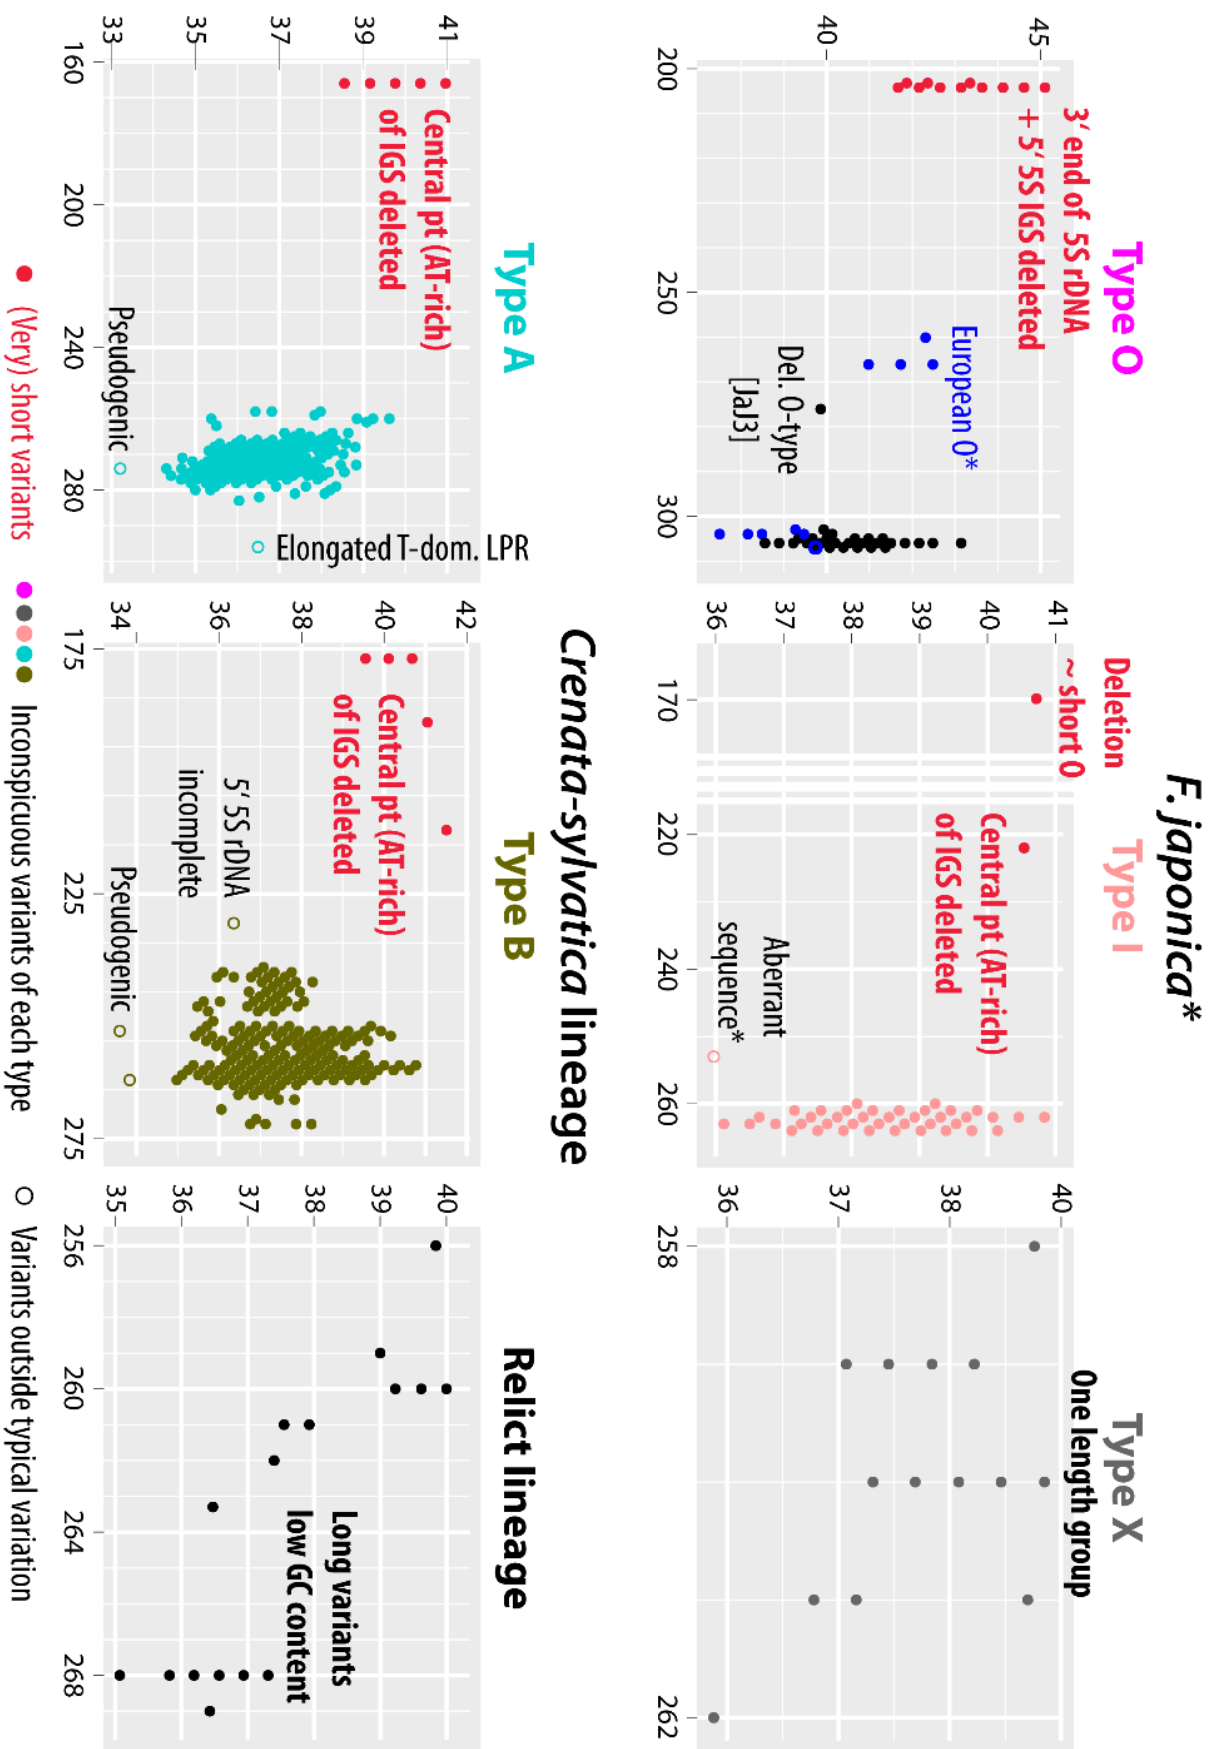 F. japonica*
Type O
3′ end of 5S rDNA
+ 5′ 5S IGS deleted
European O*
Del. O-type
[JaJ3]
45
40
200
250
300
Type I
Deletion
~ short O
Central pt (AT-rich)
of IGS deleted
Aberrant
sequence*
41
40
39
38
37
36
170
220
240
260
Type X
One length group
40
38
37
36
258
262
Crenata-sylvatica lineage
Type A
Central pt (AT-rich)
of IGS deleted
Pseudogenic
Elongated T-dom. LPR
41
39
37
35
33
160
200
240
280
Type B
Central pt (AT-rich)
of IGS deleted
5′ 5S rDNA
incomplete
Pseudogenic
42
40
38
36
34
175
225
275
Relict lineage
Long variants
low GC content
40
39
38
37
36
35
256
260
264
268
(Very) short variants
Inconspicuous variants of each type
Variants outside typical variation